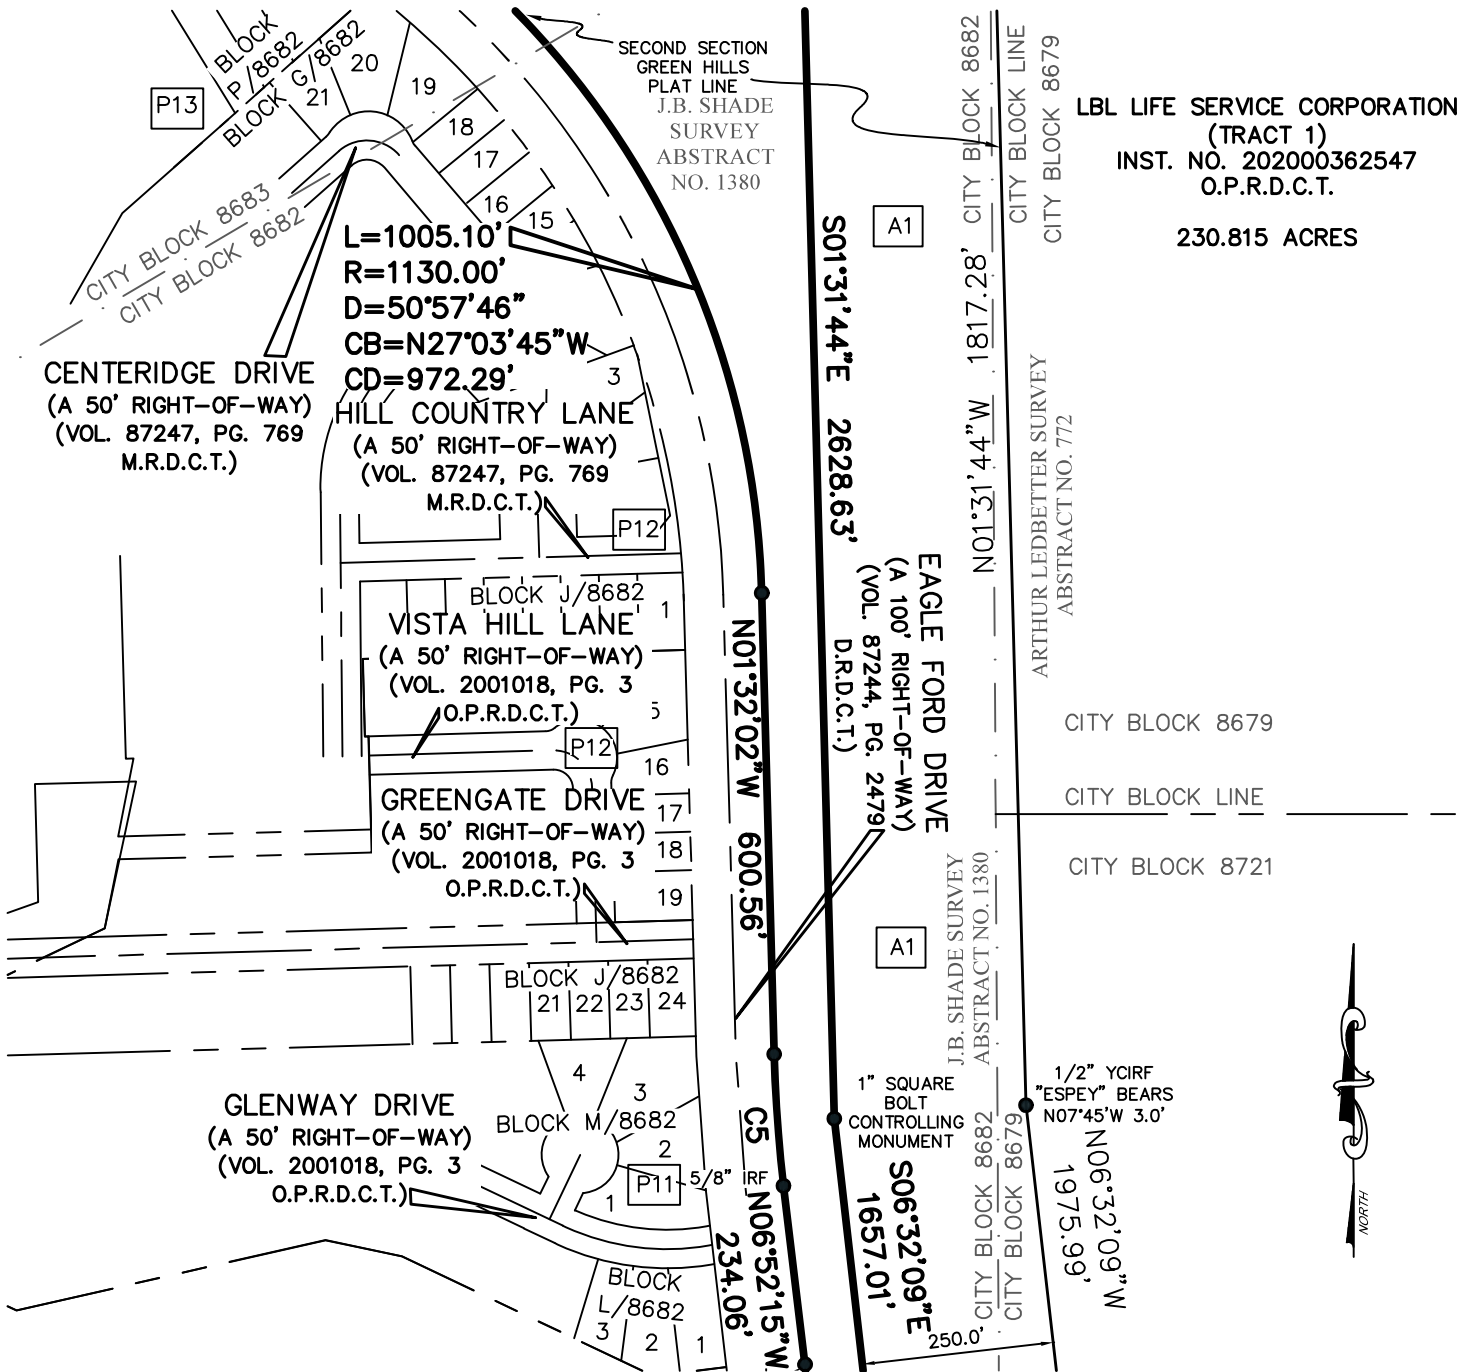 BLOCK
P/8682
BLOCK G/8682
21
20
19
18
17
16
15
P13
SECOND SECTION
GREEN HILLS
PLAT LINE
J.B. SHADE
SURVEY
ABSTRACT
NO. 1380
CITY BLOCK 8682
CITY BLOCK LINE
CITY BLOCK 8679
LBL LIFE SERVICE CORPORATION
(TRACT 1)
INST. NO. 202000362547
O.P.R.D.C.T.
230.815 ACRES
A1
CITY BLOCK 8683
CITY BLOCK 8682
L=1005.10'
R=1130.00'
D=50°57'46"
CB=N27°03'45"W
CD=972.29'
S01°31'44"E 2628.63'
N01°31'44"W 1817.28'
CENTERIDGE DRIVE
(A 50' RIGHT-OF-WAY)
(VOL. 87247, PG. 769
M.R.D.C.T.)
3
HILL COUNTRY LANE
(A 50' RIGHT-OF-WAY)
(VOL. 87247, PG. 769
M.R.D.C.T.)
P12
ARTHUR LEDBETTER SURVEY
ABSTRACT NO. 772
BLOCK J/8682
1
VISTA HILL LANE
(A 50' RIGHT-OF-WAY)
(VOL. 2001018, PG. 3
O.P.R.D.C.T.)
5
P12
N01°32'02"W 600.56'
EAGLE FORD DRIVE
(A 100' RIGHT-OF-WAY)
(VOL. 87244, PG. 2479
D.R.D.C.T.)
CITY BLOCK 8679
CITY BLOCK LINE
CITY BLOCK 8721
16
17
18
19
GREENGATE DRIVE
(A 50' RIGHT-OF-WAY)
(VOL. 2001018, PG. 3
O.P.R.D.C.T.)
A1
J.B. SHADE SURVEY
ABSTRACT NO. 1380
BLOCK J/8682
21
22
23
24
4
3
BLOCK M/8682
2
1
P11
5/8" IRF
C5
GLENWAY DRIVE
(A 50' RIGHT-OF-WAY)
(VOL. 2001018, PG. 3
O.P.R.D.C.T.)
1" SQUARE
BOLT
CONTROLLING
MONUMENT
1/2" YCIRF
"ESPEY" BEARS
N07°45'W 3.0'
CITY BLOCK 8682
CITY BLOCK 8679
N06°32'09"W
1975.99'
S06°32'09"E
1657.01'
N06°52'15"W
234.06'
250.0'
BLOCK
L/8682
3
2
1
NORTH